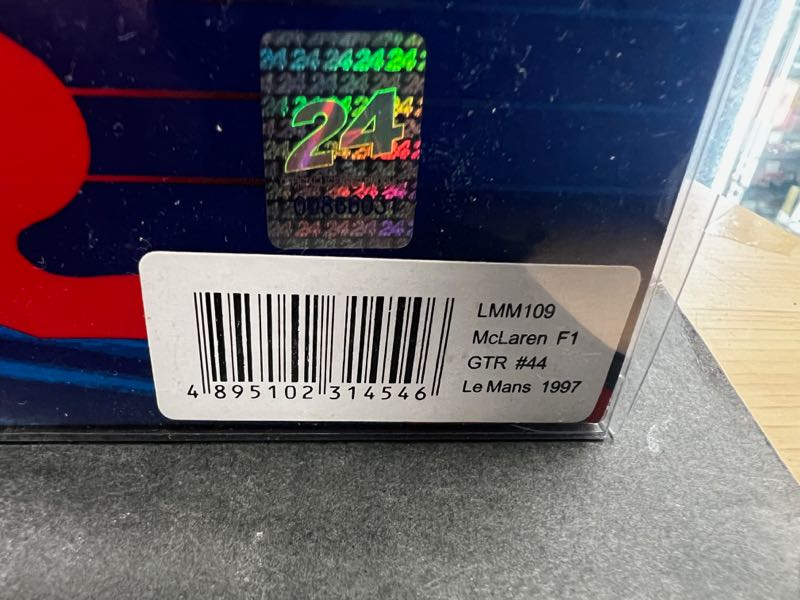 24
LMM109
McLaren F1
GTR #44
Le Mans 1997
4 895102 314546